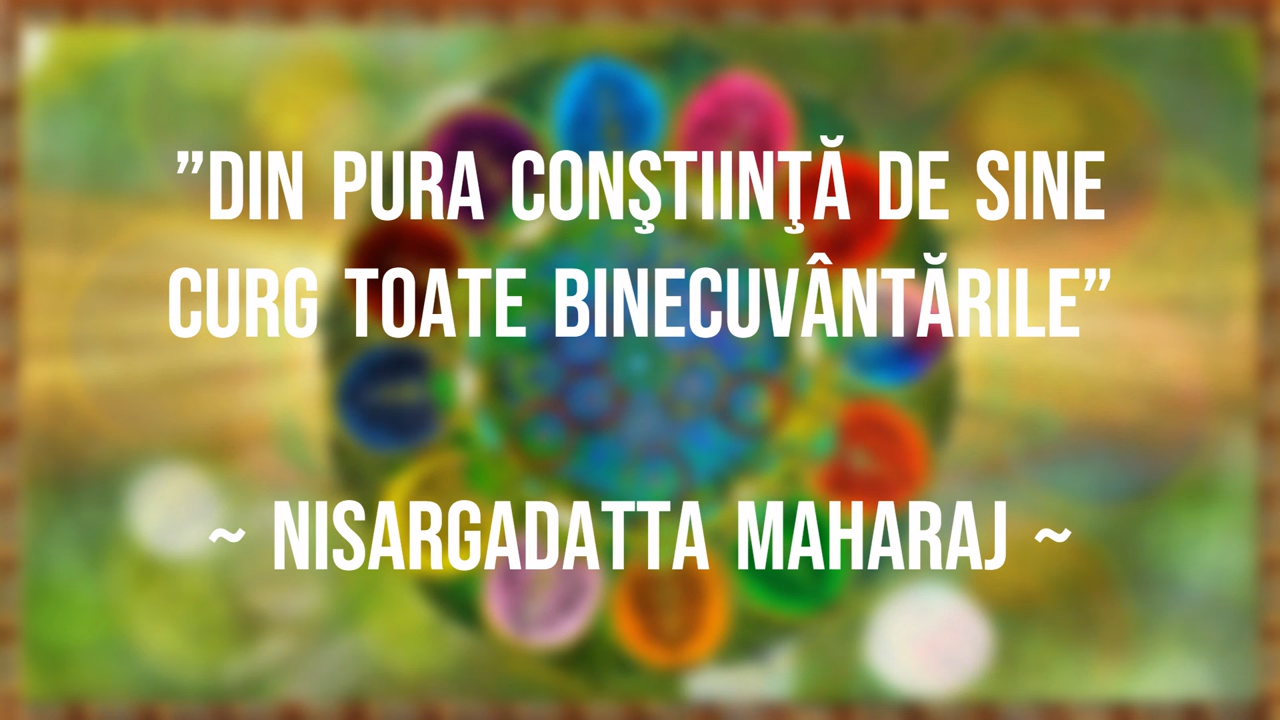 ”DIN PURA CONŞTIINŢĂ DE SINE
CURG TOATE BINECUVÂNTĂRILE”
~ NISARGADATTA MAHARAJ ~